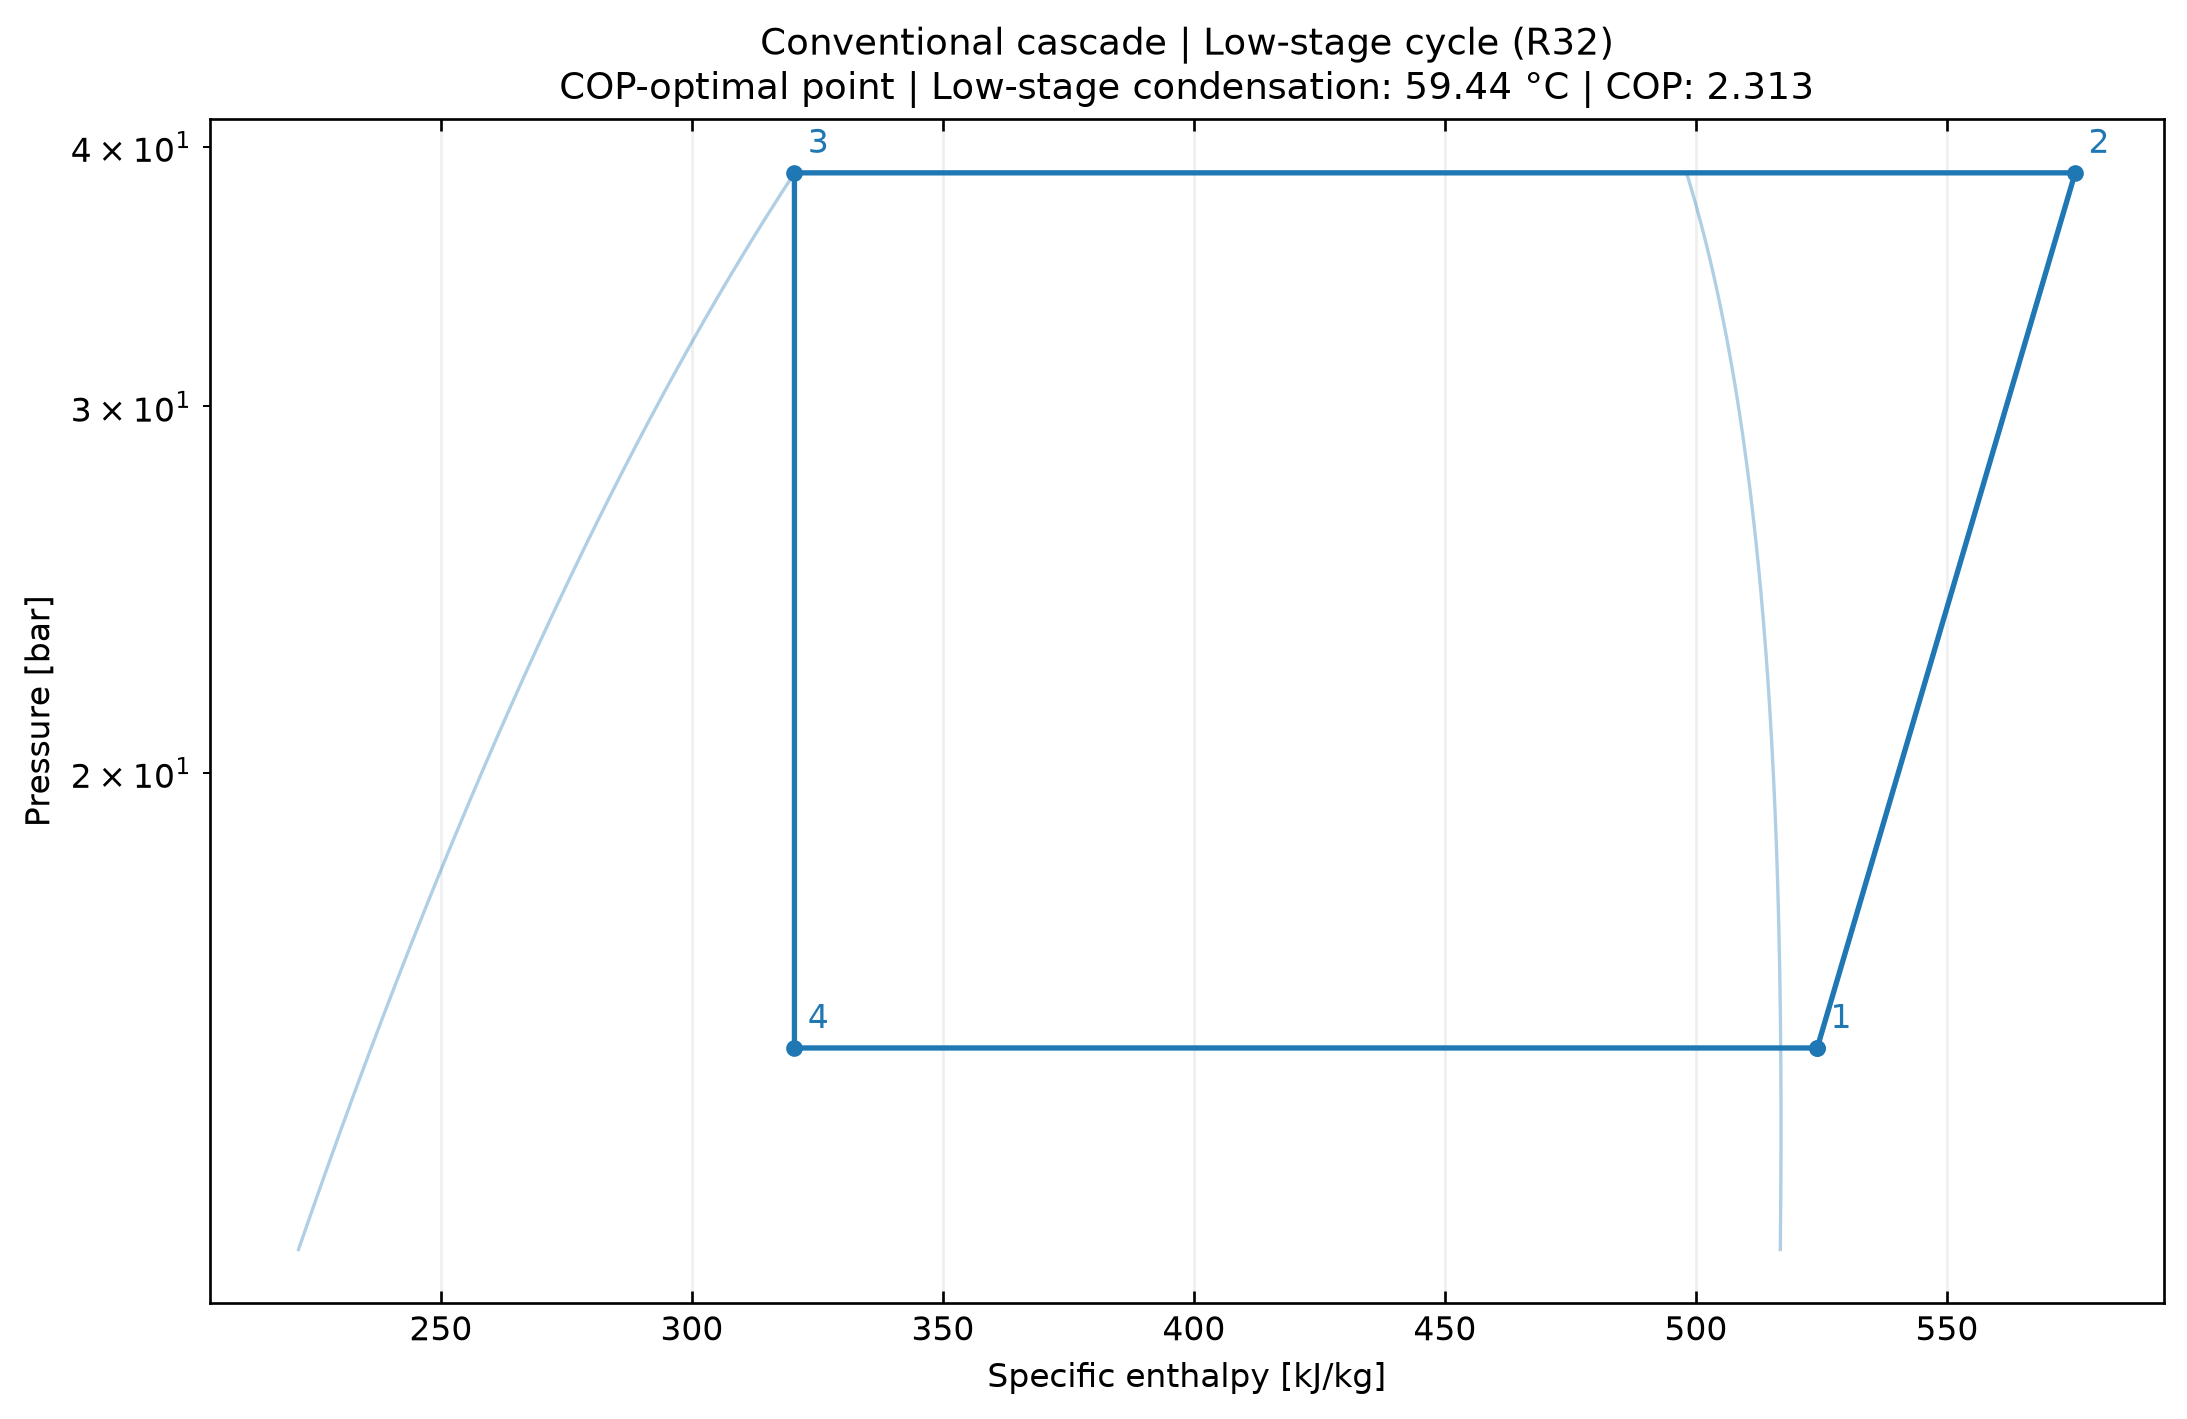 Conventional cascade | Low-stage cycle (R32)
COP-optimal point | Low-stage condensation: 59.44 °C | COP: 2.313
4 × 10¹
3 × 10¹
2 × 10¹
Pressure [bar]
3
2
4
1
250 300 350 400 450 500 550
Specific enthalpy [kJ/kg]